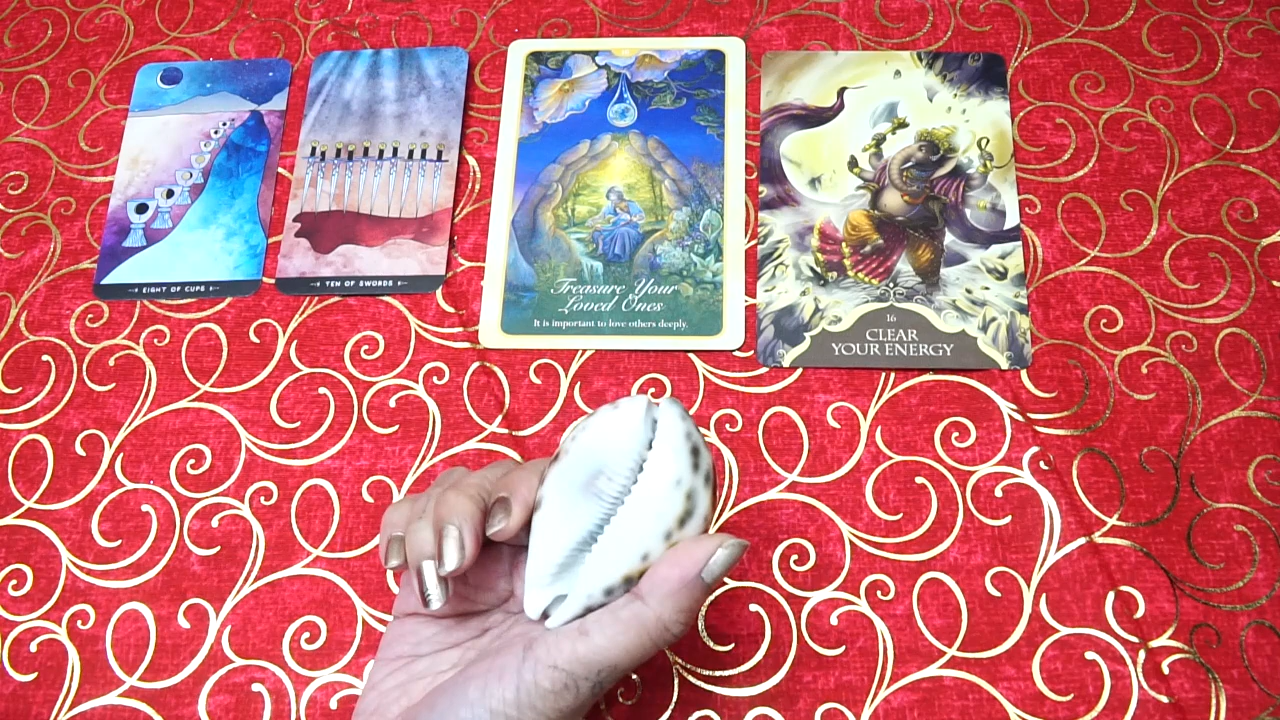 EIGHT OF CUPS
TEN OF SWORDS
Treasure Your
Loved Ones
It is important to love others deeply.
16
CLEAR
YOUR ENERGY